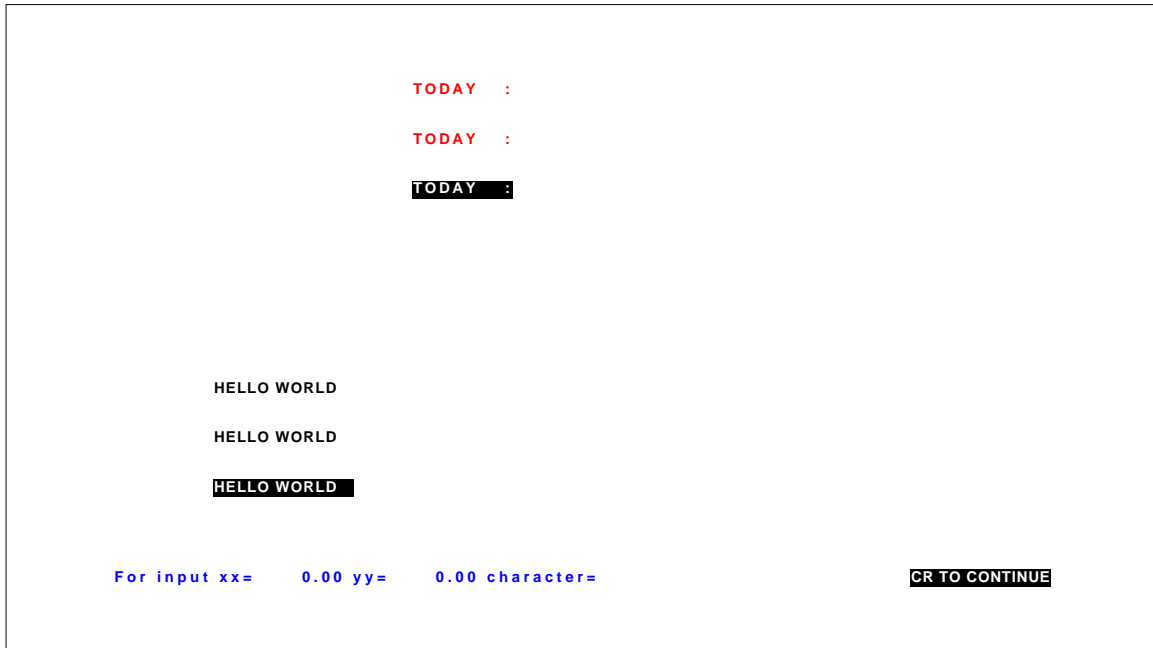 TODAY :
TODAY :
TODAY :
HELLO WORLD
HELLO WORLD
HELLO WORLD
For input xx= 0.00 yy= 0.00 character= CR TO CONTINUE